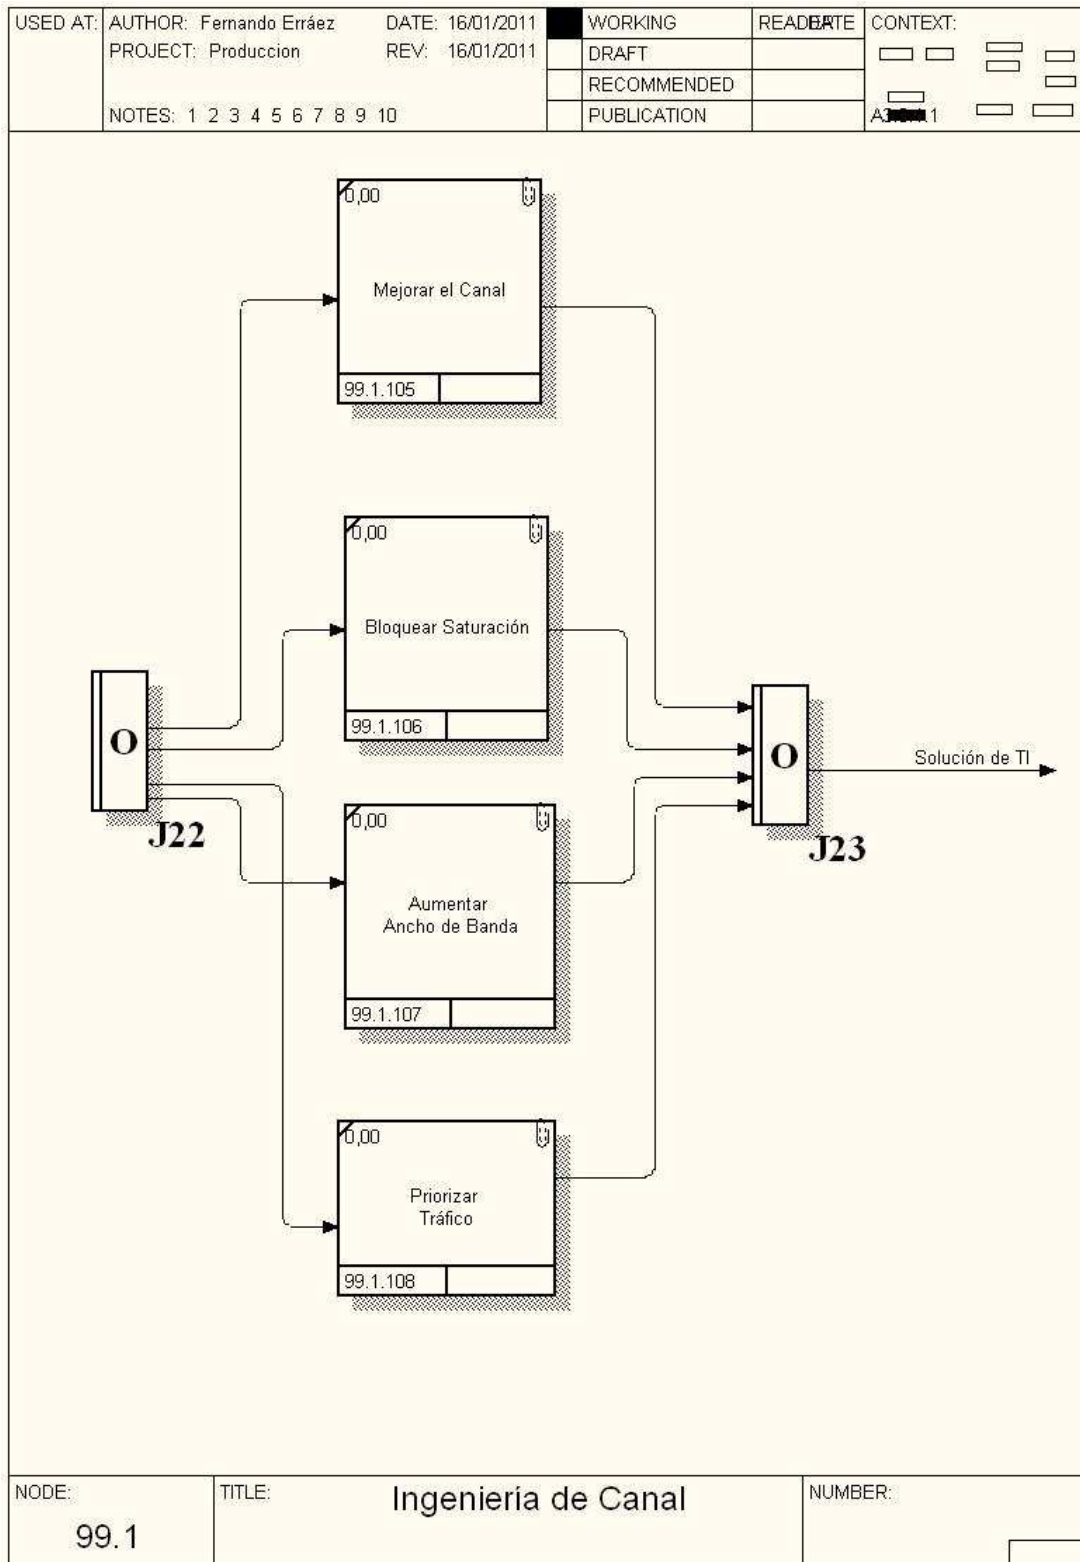 USED AT:
AUTHOR: Fernando Erráez
DATE: 16/01/2011
PROJECT: Produccion
REV: 16/01/2011
NOTES: 1 2 3 4 5 6 7 8 9 10
WORKING
DRAFT
RECOMMENDED
PUBLICATION
CONTEXT:
0,00
Mejorar el Canal
99.1.105
0,00
Bloquear Saturación
99.1.106
O
J22
O
J23
Solución de TI
0,00
Aumentar
Ancho de Banda
99.1.107
0,00
Priorizar
Tráfico
99.1.108
NODE:
99.1
TITLE:
Ingeniería de Canal
NUMBER: